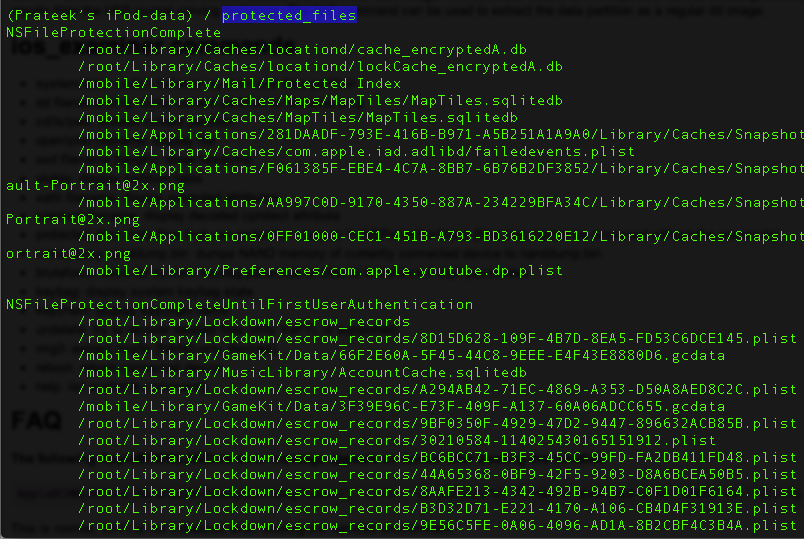 (Prateek's iPod-data) / protected_files
NSFileProtectionComplete
/root/Library/Caches/locationd/cache_encryptedA.db
/root/Library/Caches/locationd/lockCache_encryptedA.db
/mobile/Library/Mail/Protected Index
/mobile/Library/Caches/Maps/MapTiles/MapTiles.sqlitedb
/mobile/Library/Caches/MapTiles/MapTiles.sqlitedb
/mobile/Applications/281DAADF-793E-416B-B971-A5B251A1A9A0/Library/Caches/Snapshot
/mobile/Library/Caches/com.apple.iad.adlibd/failedevents.plist
/mobile/Applications/F061385F-EBE4-4C7A-8BB7-6B76B2DF3852/Library/Caches/Snapshot
ault-Portrait@2x.png
/mobile/Applications/AA997C0D-9170-4350-887A-234229BFA34C/Library/Caches/Snapshot
Portrait@2x.png
/mobile/Applications/0FF01000-CEC1-451B-A793-BD3616220E12/Library/Caches/Snapshot
ortrait@2x.png
/mobile/Library/Preferences/com.apple.youtube.dp.plist
NSFileProtectionCompleteUntilFirstUserAuthentication
/root/Library/Lockdown/escrow_records
/root/Library/Lockdown/escrow_records/8D15D628-109F-4B7D-8EA5-FD53C6DCE145.plist
/mobile/Library/GameKit/Data/66F2E60A-5F45-44C8-9EEE-E4F43E8880D6.gcdata
/mobile/Library/MusicLibrary/AccountCache.sqlitedb
/root/Library/Lockdown/escrow_records/A294AB42-71EC-4869-A353-D50A8AED8C2C.plist
/mobile/Library/GameKit/Data/3F39E96C-E73F-409F-A137-60A06ADCC655.gcdata
/root/Library/Lockdown/escrow_records/9BF0350F-4929-47D2-9447-896632ACB85B.plist
/root/Library/Lockdown/escrow_records/30210584-114025430165151912.plist
/root/Library/Lockdown/escrow_records/BC6BCC71-B3F3-45CC-99FD-FA2DB411FD48.plist
/root/Library/Lockdown/escrow_records/44A65368-0BF9-42F5-9203-D8A6BCEA50B5.plist
/root/Library/Lockdown/escrow_records/8AAFE213-4342-492B-94B7-C0F1D01F6164.plist
/root/Library/Lockdown/escrow_records/B3D32D71-E221-4170-A106-CB4D4F31913E.plist
/root/Library/Lockdown/escrow_records/9E56C5FE-0A06-4096-AD1A-8B2CBF4C3B4A.plist
FAQ